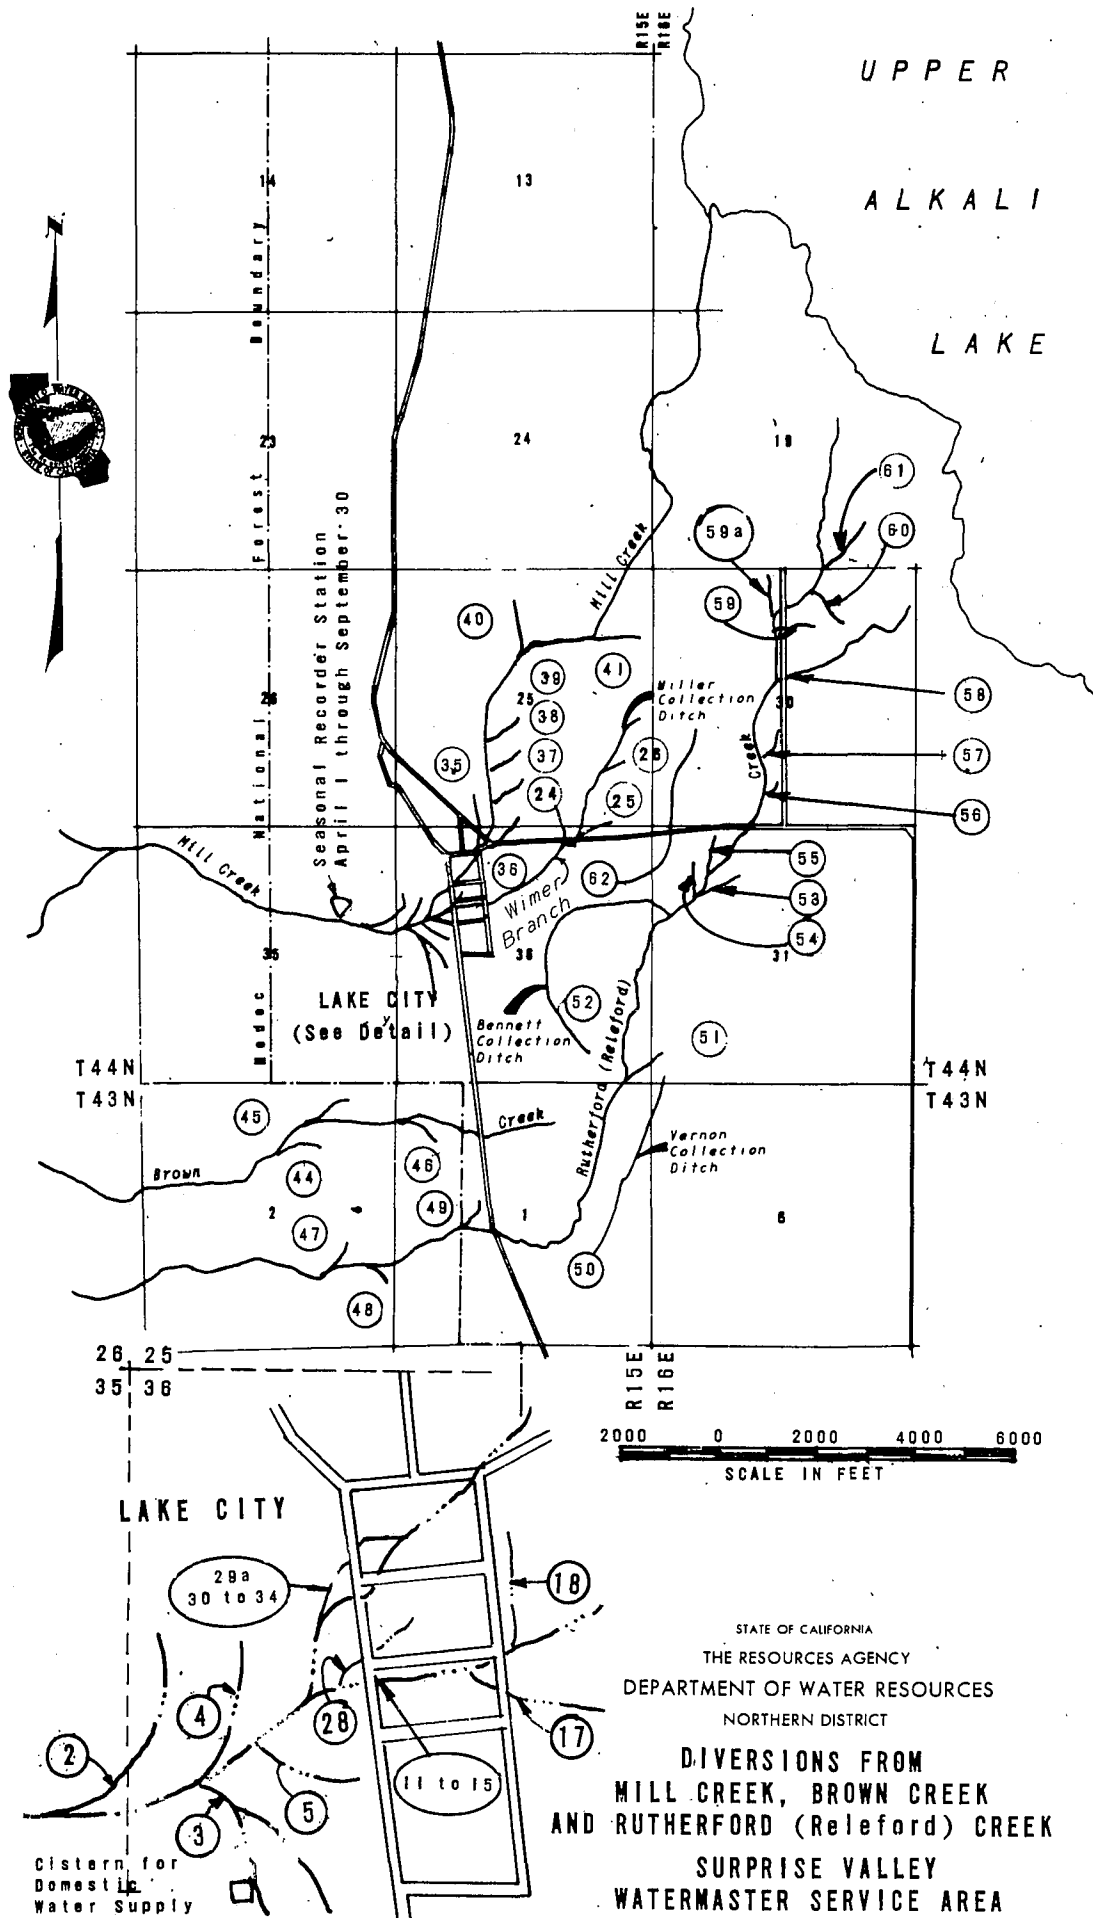 R15E
R16E
UPPER
ALKALI
LAKE
14
13
23
24
19
Modoc National Forest Boundary
N
Seasonal Recorder Station
April 1 through September 30
Mill Creek
61
60
59a
59
40
41
39
25
38
37
35
26
Miller
Collection
Ditch
26
24
25
30
Creek
58
57
56
55
53
54
31
Mill Creek
36
62
Wimer
Branch
35
36
LAKE CITY
(See Detail)
Bennett
Collection
Ditch
52
51
Rutherford (Releford)
T44N
T43N
T44N
T43N
45
Creek
Brown
44
46
Vernon
Collection
Ditch
2
49
1
6
47
50
48
26 25
35 36
R15E
R16E
2000 0 2000 4000 6000
SCALE IN FEET
LAKE CITY
29a
30 to 34
18
4
28
17
2
11 to 15
5
3
Cistern for
Domestic
Water Supply
STATE OF CALIFORNIA
THE RESOURCES AGENCY
DEPARTMENT OF WATER RESOURCES
NORTHERN DISTRICT
DIVERSIONS FROM
MILL CREEK, BROWN CREEK
AND RUTHERFORD (Releford) CREEK
SURPRISE VALLEY
WATERMASTER SERVICE AREA